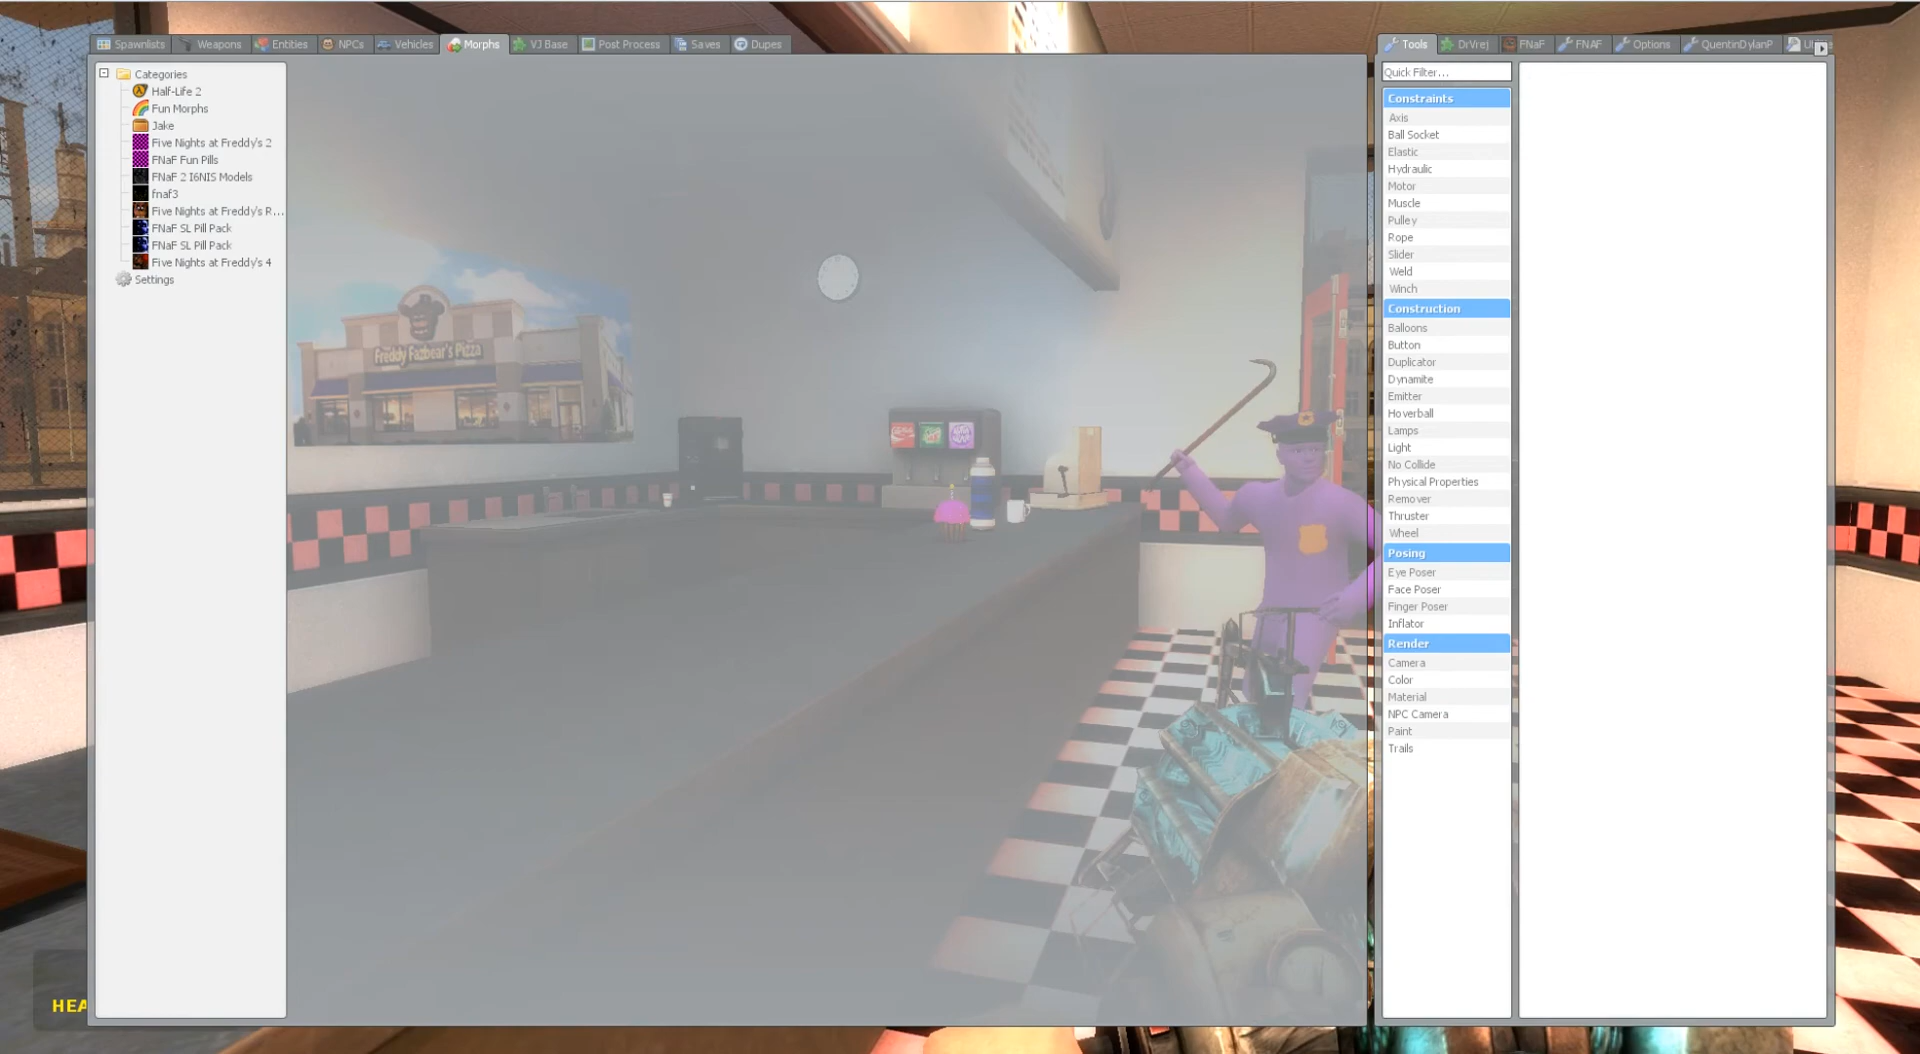 Spawnlists Weapons Entities NPCs Vehicles Morphs VJ Base Post Process Saves Dupes
Categories
Half-Life 2
Fun Morphs
Jake
Five Nights at Freddy's 2
FNaF Fun Pills
FNaF 2 I6NIS Models
fnaf3
Five Nights at Freddy's R...
FNaF SL Pill Pack
FNaF SL Pill Pack
Five Nights at Freddy's 4
Settings
Freddy Fazbear's Pizza
HEA
Tools DrVrej FNaF FNAF Options QuentinDylanP
Quick Filter...
Constraints
Axis
Ball Socket
Elastic
Hydraulic
Motor
Muscle
Pulley
Rope
Slider
Weld
Winch
Construction
Balloons
Button
Duplicator
Dynamite
Emitter
Hoverball
Lamps
Light
No Collide
Physical Properties
Remover
Thruster
Wheel
Posing
Eye Poser
Face Poser
Finger Poser
Inflator
Render
Camera
Color
Material
NPC Camera
Paint
Trails